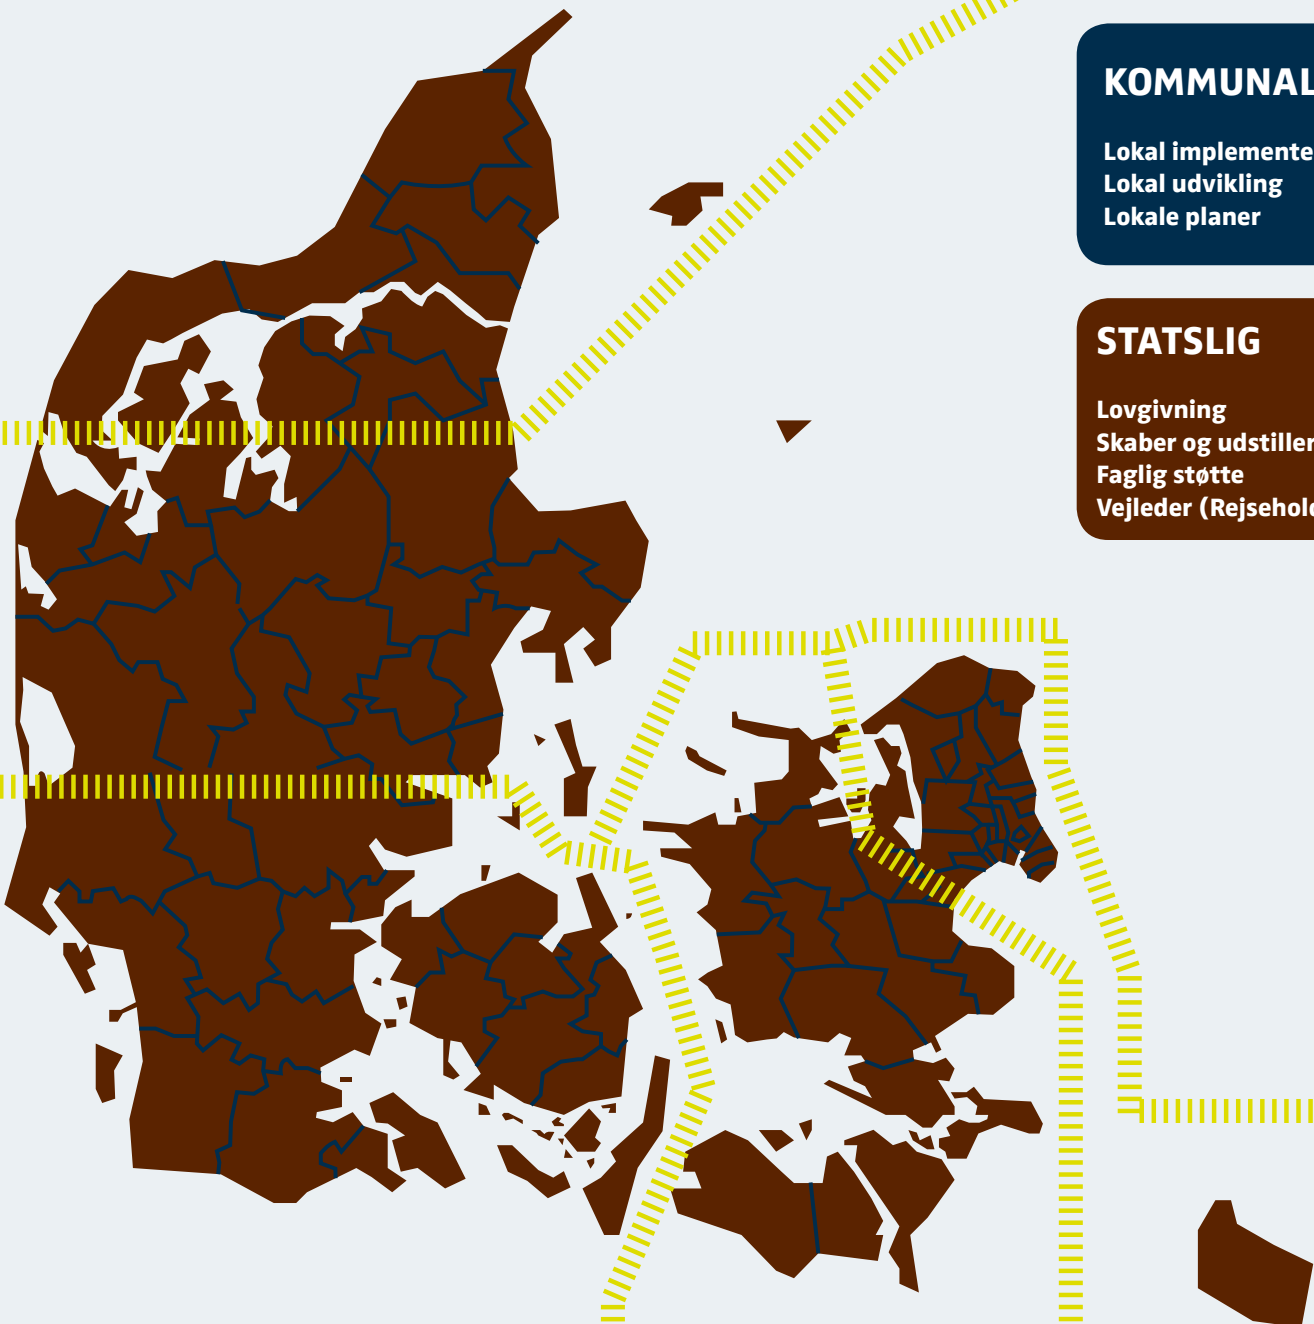 KOMMUNAL
Lokal implemente
Lokal udvikling
Lokale planer
STATSLIG
Lovgivning
Skaber og udstiller
Faglig støtte
Vejleder (Rejsehold